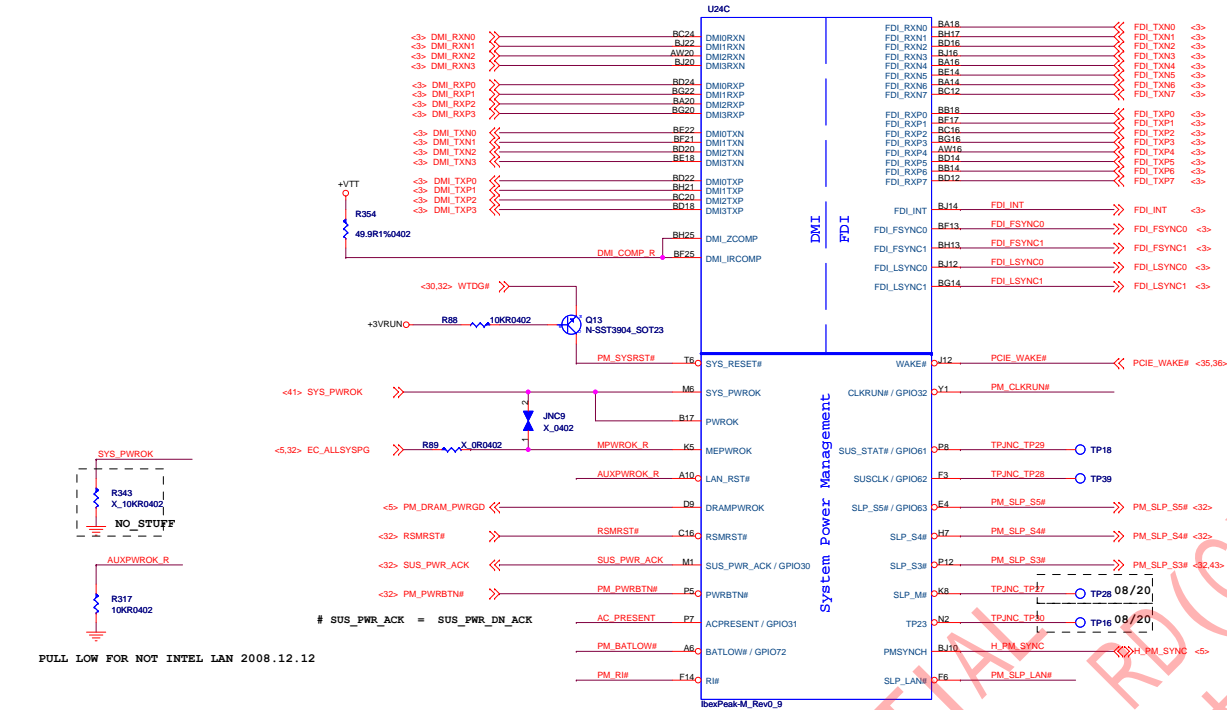 U24C
<3> DMI_RXN0 BC24 DMI0RXN FDI_RXN0 BA18 FDI_TXN0 <3>
<3> DMI_RXN1 BJ22 DMI1RXN FDI_RXN1 BH17 FDI_TXN1 <3>
<3> DMI_RXN2 AW20 DMI2RXN FDI_RXN2 BD16 FDI_TXN2 <3>
<3> DMI_RXN3 BJ20 DMI3RXN FDI_RXN3 BJ16 FDI_TXN3 <3>
FDI_RXN4 BA16 FDI_TXN4 <3>
FDI_RXN5 BE14 FDI_TXN5 <3>
<3> DMI_RXP0 BD24 DMI0RXP FDI_RXN6 BA14 FDI_TXN6 <3>
<3> DMI_RXP1 BG22 DMI1RXP FDI_RXN7 BC12 FDI_TXN7 <3>
<3> DMI_RXP2 BA20 DMI2RXP
<3> DMI_RXP3 BG20 DMI3RXP FDI_RXP0 BB18 FDI_TXP0 <3>
FDI_RXP1 BF17 FDI_TXP1 <3>
<3> DMI_TXN0 BE22 DMI0TXN FDI_RXP2 BC16 FDI_TXP2 <3>
<3> DMI_TXN1 BF21 DMI1TXN FDI_RXP3 BG16 FDI_TXP3 <3>
<3> DMI_TXN2 BD20 DMI2TXN FDI_RXP4 AW16 FDI_TXP4 <3>
<3> DMI_TXN3 BE18 DMI3TXN FDI_RXP5 BD14 FDI_TXP5 <3>
FDI_RXP6 BB14 FDI_TXP6 <3>
<3> DMI_TXP0 BD22 DMI0TXP FDI_RXP7 BD12 FDI_TXP7 <3>
<3> DMI_TXP1 BH21 DMI1TXP
<3> DMI_TXP2 BC20 DMI2TXP
<3> DMI_TXP3 BD18 DMI3TXP
+VTT
R354
49.9R1%0402
DMI
FDI
FDI_INT BJ14 FDI_INT FDI_INT <3>
FDI_FSYNC0 BF13 FDI_FSYNC0 FDI_FSYNC0 <3>
BH25 DMI_ZCOMP FDI_FSYNC1 BH13 FDI_FSYNC1 FDI_FSYNC1 <3>
DMI_COMP_R BF25 DMI_IRCOMP FDI_LSYNC0 BJ12 FDI_LSYNC0 FDI_LSYNC0 <3>
FDI_LSYNC1 BG14 FDI_LSYNC1 FDI_LSYNC1 <3>
<30,32> WTDG#
+3VRUN R88 10KR0402 Q13
N-SST3904_SOT23
PM_SYSRST# T6 SYS_RESET# WAKE# J12 PCIE_WAKE# PCIE_WAKE# <35,36>
<41> SYS_PWROK M6 SYS_PWROK CLKRUN# / GPIO32 Y1 PM_CLKRUN#
2
JNC9
X_0402
1
B17 PWROK
System Power Management
<5,32> EC_ALLSYSPG R89 X_0R0402 MPWROK_R K5 MEPWROK SUS_STAT# / GPIO61 P8 TPJNC_TP29 TP18
AUXPWROK_R A10 LAN_RST# SUSCLK / GPIO62 F3 TPJNC_TP28 TP39
<5> PM_DRAM_PWRGD D9 DRAMPWROK SLP_S5# / GPIO63 E4 PM_SLP_S5# PM_SLP_S5# <32>
<32> RSMRST# RSMRST# C16 RSMRST# SLP_S4# H7 PM_SLP_S4# PM_SLP_S4# <32>
<32> SUS_PWR_ACK SUS_PWR_ACK M1 SUS_PWR_ACK / GPIO30 SLP_S3# P12 PM_SLP_S3# PM_SLP_S3# <32,43>
<32> PM_PWRBTN# PM_PWRBTN# P5 PWRBTN# SLP_M# K8 TPJNC_TP27 TP28 08/20
# SUS_PWR_ACK = SUS_PWR_DN_ACK
AC_PRESENT P7 ACPRESENT / GPIO31 TP23 N2 TPJNC_TP30 TP16 08/20
PM_BATLOW# A6 BATLOW# / GPIO72 PMSYNCH BJ10 H_PM_SYNC H_PM_SYNC <5>
PM_RI# F14 RI# SLP_LAN# F6 PM_SLP_LAN#
IbexPeak-M_Rev0_9
SYS_PWROK
R343
X_10KR0402
NO_STUFF
AUXPWROK_R
R317
10KR0402
PULL LOW FOR NOT INTEL LAN 2008.12.12